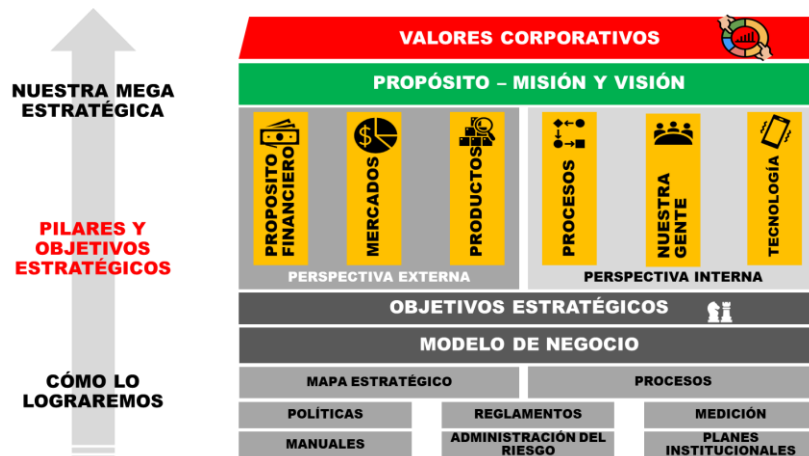 VALORES CORPORATIVOS
PROPÓSITO – MISIÓN Y VISIÓN
NUESTRA MEGA
ESTRATÉGICA
$
PROPOSITO
FINANCIERO
MERCADOS
PRODUCTOS
PROCESOS
NUESTRA
GENTE
TECNOLOGÍA
PILARES Y
OBJETIVOS
ESTRATÉGICOS
PERSPECTIVA EXTERNA
PERSPECTIVA INTERNA
OBJETIVOS ESTRATÉGICOS
MODELO DE NEGOCIO
CÓMO LO
LOGRAREMOS
MAPA ESTRATÉGICO
PROCESOS
POLÍTICAS
REGLAMENTOS
MEDICIÓN
MANUALES
ADMINISTRACIÓN DEL
RIESGO
PLANES
INSTITUCIONALES